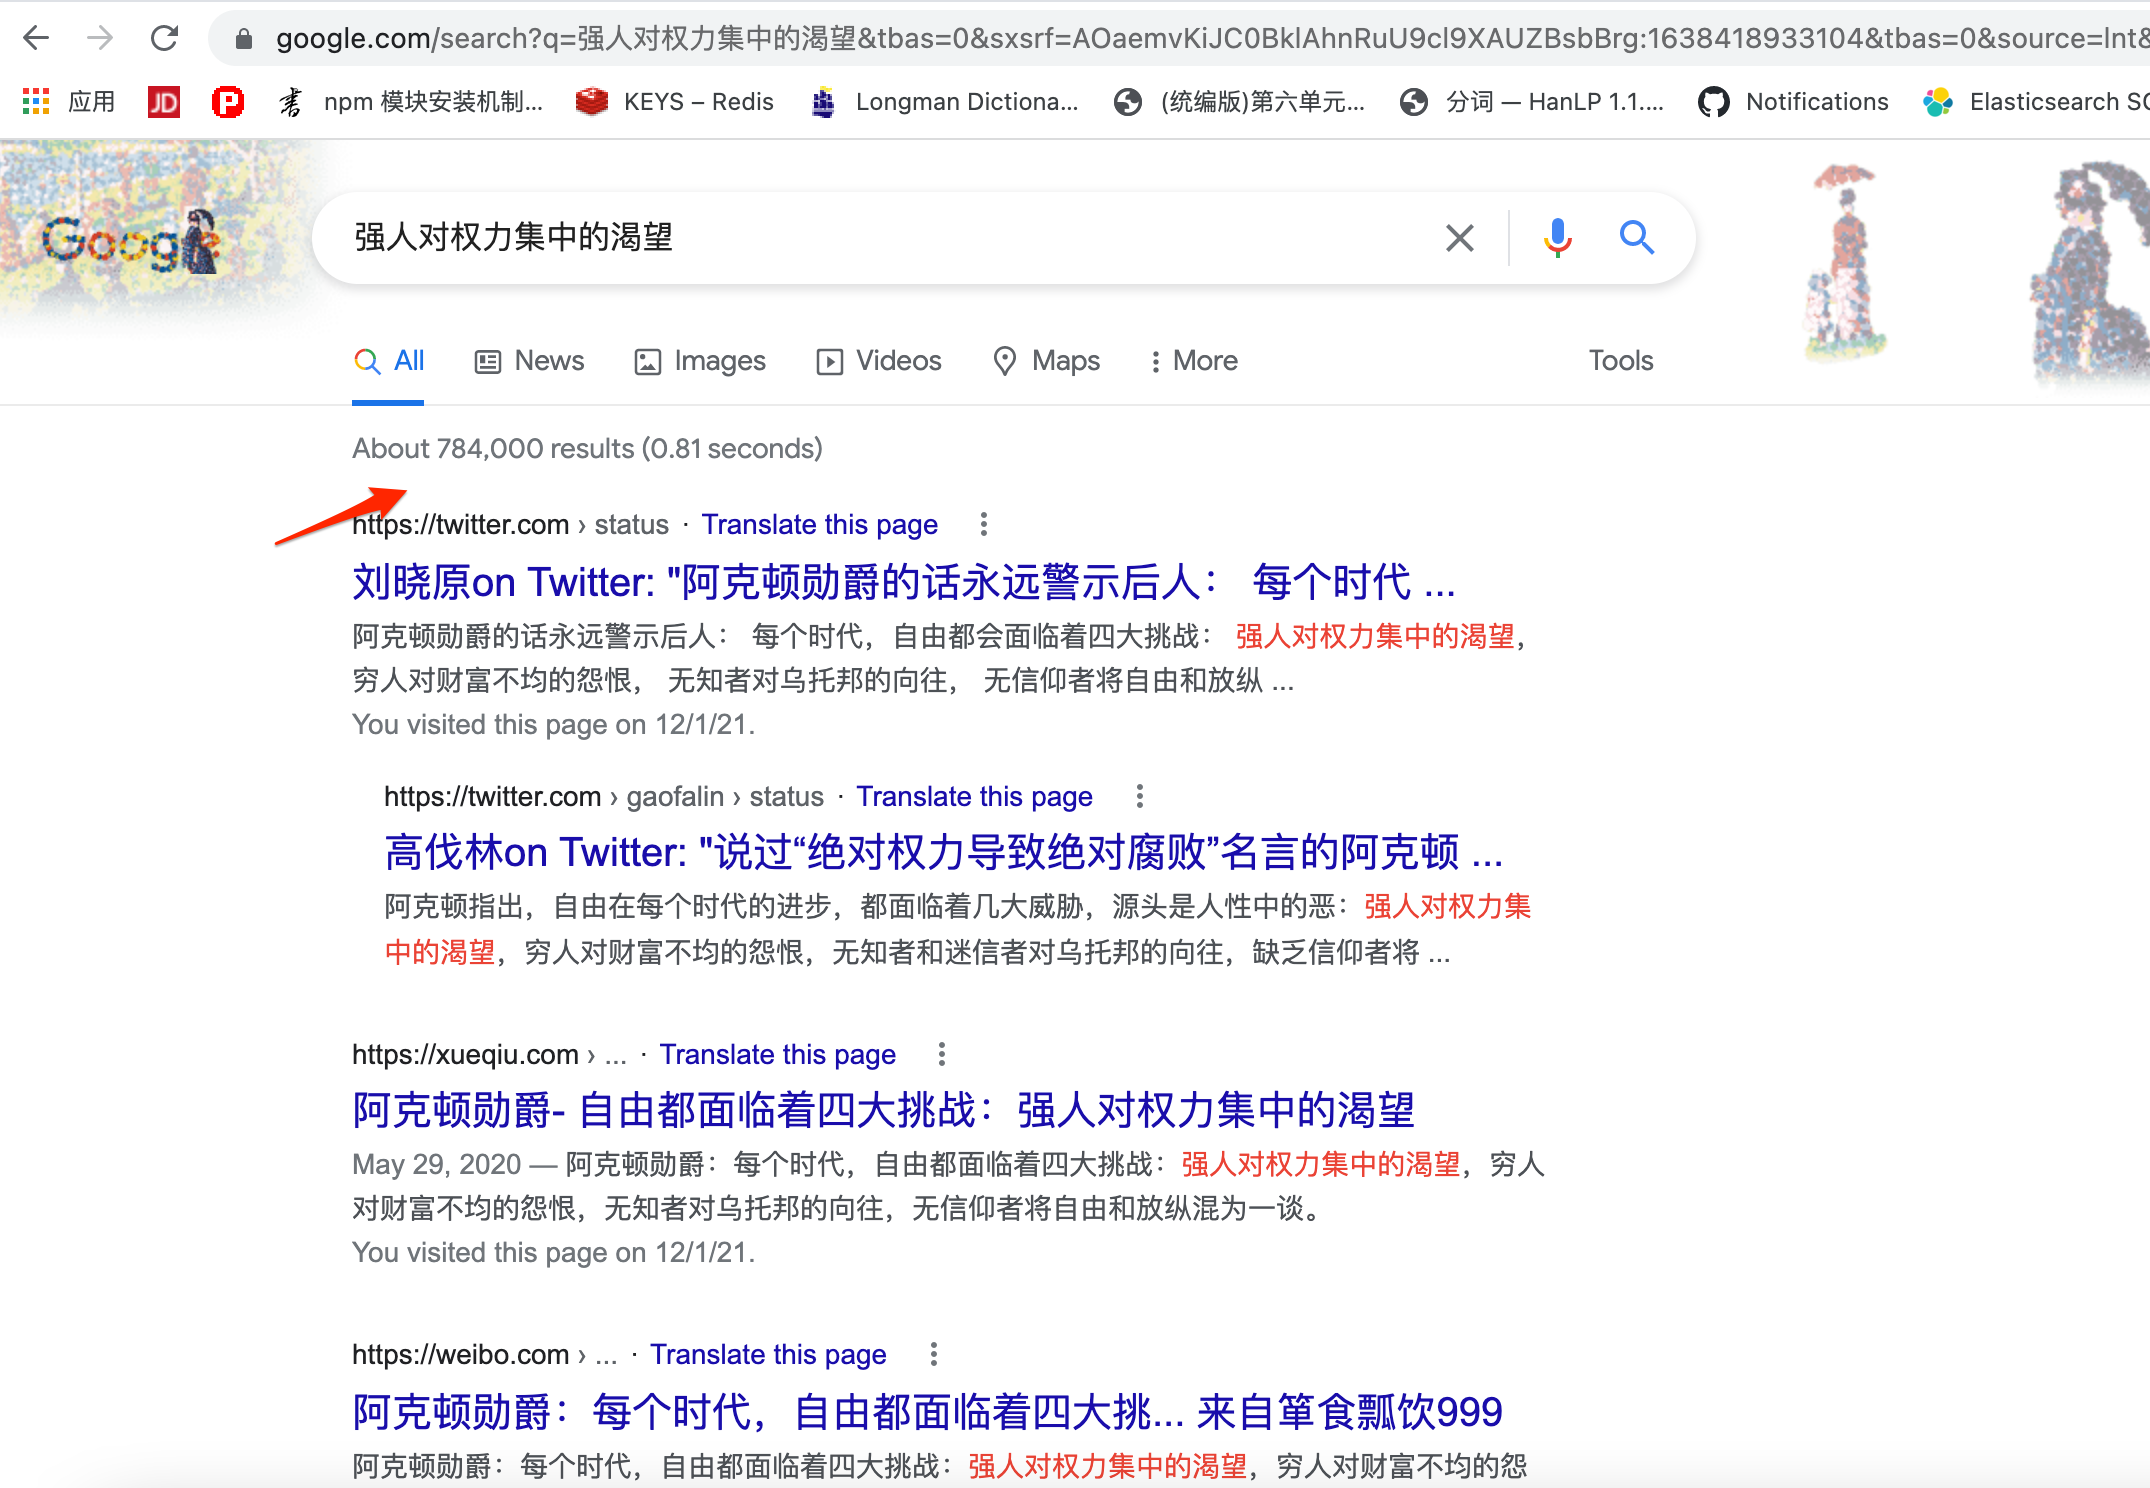 google.com/search?q=强人对权力集中的渴望&tbas=0&sxsrf=AOaemvKiJC0BklAhnRuU9cl9XAUZBsbBrg:1638418933104&tbas=0&source=lnt&
应用 JD P 书 npm 模块安装机制... KEYS – Redis Longman Dictiona... (统编版)第六单元... 分词 — HanLP 1.1.... Notifications Elasticsearch
Google
强人对权力集中的渴望
All News Images Videos Maps More Tools
About 784,000 results (0.81 seconds)
https://twitter.com › status · Translate this page
刘晓原on Twitter: "阿克顿勋爵的话永远警示后人： 每个时代 ...
阿克顿勋爵的话永远警示后人： 每个时代，自由都会面临着四大挑战： 强人对权力集中的渴望，
穷人对财富不均的怨恨， 无知者对乌托邦的向往， 无信仰者将自由和放纵 ...
You visited this page on 12/1/21.
https://twitter.com › gaofalin › status · Translate this page
高伐林on Twitter: "说过“绝对权力导致绝对腐败”名言的阿克顿 ...
阿克顿指出，自由在每个时代的进步，都面临着几大威胁，源头是人性中的恶：强人对权力集
中的渴望，穷人对财富不均的怨恨，无知者和迷信者对乌托邦的向往，缺乏信仰者将 ...
https://xueqiu.com › ... · Translate this page
阿克顿勋爵- 自由都面临着四大挑战：强人对权力集中的渴望
May 29, 2020 — 阿克顿勋爵：每个时代，自由都面临着四大挑战：强人对权力集中的渴望，穷人
对财富不均的怨恨，无知者对乌托邦的向往，无信仰者将自由和放纵混为一谈。
You visited this page on 12/1/21.
https://weibo.com › ... · Translate this page
阿克顿勋爵：每个时代，自由都面临着四大挑... 来自箪食瓢饮999
阿克顿勋爵：每个时代，自由都面临着四大挑战：强人对权力集中的渴望，穷人对财富不均的怨